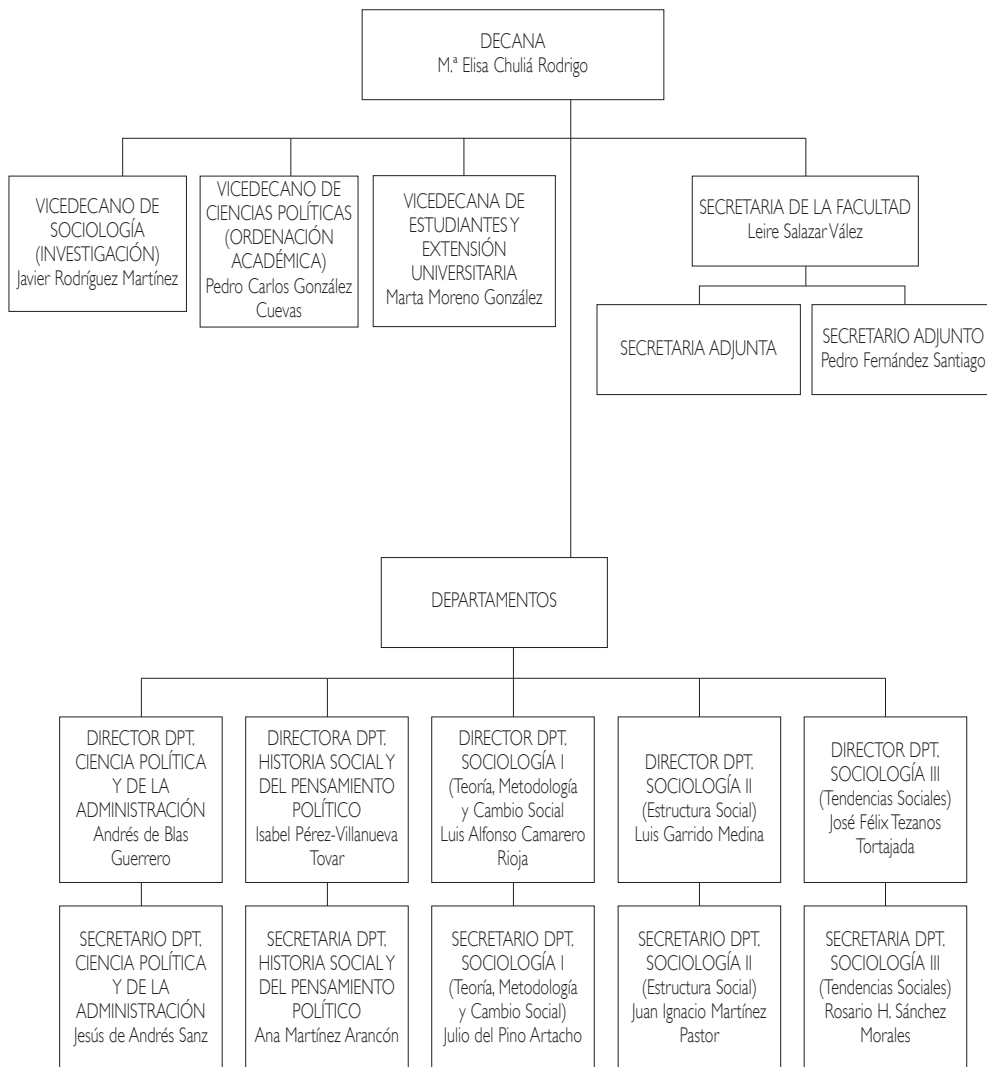 DECANA
M.ª Elisa Chuliá Rodrigo
VICEDECANO DE
SOCIOLOGÍA
(INVESTIGACIÓN)
Javier Rodríguez Martínez
VICEDECANO DE
CIENCIAS POLÍTICAS
(ORDENACIÓN
ACADÉMICA)
Pedro Carlos González
Cuevas
VICEDECANA DE
ESTUDIANTES Y
EXTENSIÓN
UNIVERSITARIA
Marta Moreno González
SECRETARIA DE LA FACULTAD
Leire Salazar Vález
SECRETARIA ADJUNTA
SECRETARIO ADJUNTO
Pedro Fernández Santiago
DEPARTAMENTOS
DIRECTOR DPT.
CIENCIA POLÍTICA
Y DE LA
ADMINISTRACIÓN
Andrés de Blas
Guerrero
DIRECTORA DPT.
HISTORIA SOCIAL Y
DEL PENSAMIENTO
POLÍTICO
Isabel Pérez-Villanueva
Tovar
DIRECTOR DPT.
SOCIOLOGÍA I
(Teoría, Metodología
y Cambio Social
Luis Alfonso Camarero
Rioja
DIRECTOR DPT.
SOCIOLOGÍA II
(Estructura Social)
Luis Garrido Medina
DIRECTOR DPT.
SOCIOLOGÍA III
(Tendencias Sociales)
José Félix Tezanos
Tortajada
SECRETARIO DPT.
CIENCIA POLÍTICA
Y DE LA
ADMINISTRACIÓN
Jesús de Andrés Sanz
SECRETARIA DPT.
HISTORIA SOCIAL Y
DEL PENSAMIENTO
POLÍTICO
Ana Martínez Arancón
SECRETARIO DPT.
SOCIOLOGÍA I
(Teoría, Metodología
y Cambio Social)
Julio del Pino Artacho
SECRETARIO DPT.
SOCIOLOGÍA II
(Estructura Social)
Juan Ignacio Martínez
Pastor
SECRETARIA DPT.
SOCIOLOGÍA III
(Tendencias Sociales)
Rosario H. Sánchez
Morales